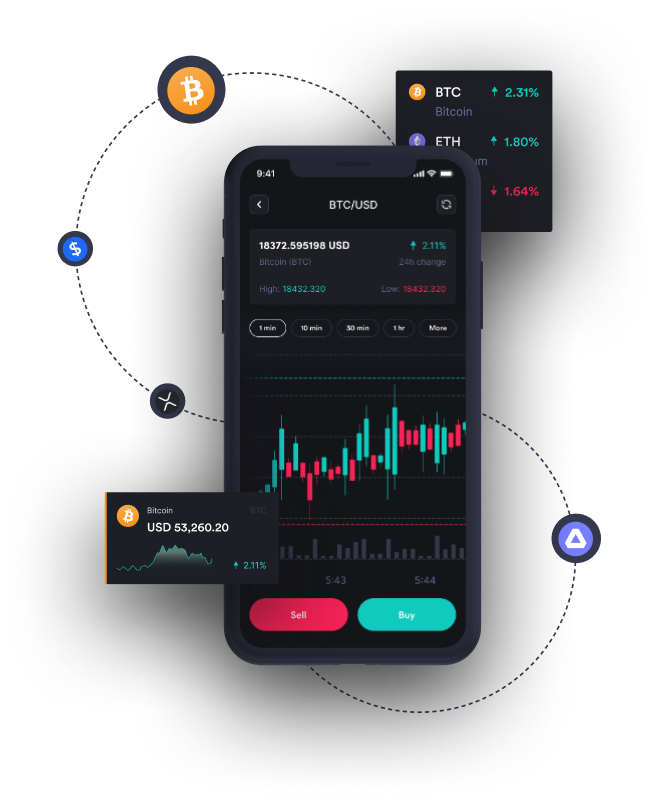 BTC
2.31%
Bitcoin
ETH
1.80%
um
1.64%
9:41
BTC/USD
18372.595198 USD
2.11%
Bitcoin (BTC)
24h change
High: 18432.320
Low: 18432.320
1 min
10 min
30 min
1 hr
More
Bitcoin
BTC
USD 53,260.20
2.11%
5:43
5:44
Sell
Buy